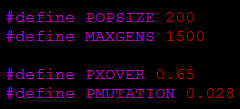 #define POPSIZE 200
#define MAXGENS 1500
#define PXOVER 0.65
#define PMUTATION 0.028